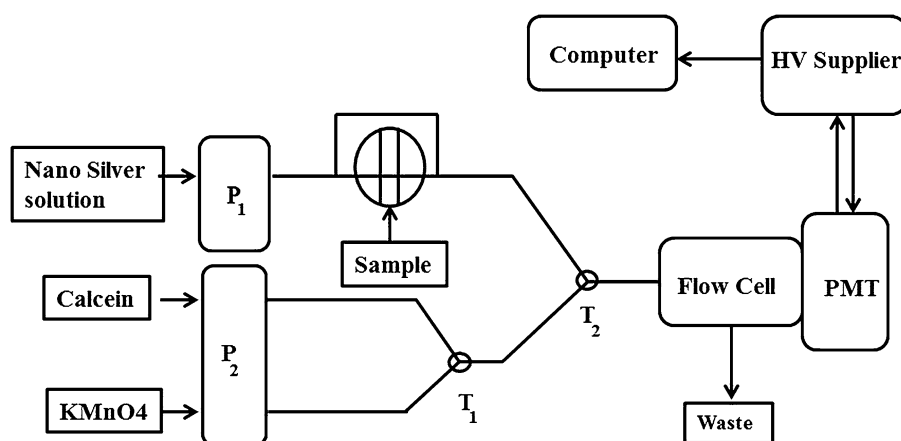 Computer
HV Supplier
Nano Silver
solution
P1
Sample
Calcein
P2
KMnO4
T1
T2
Flow Cell
PMT
Waste